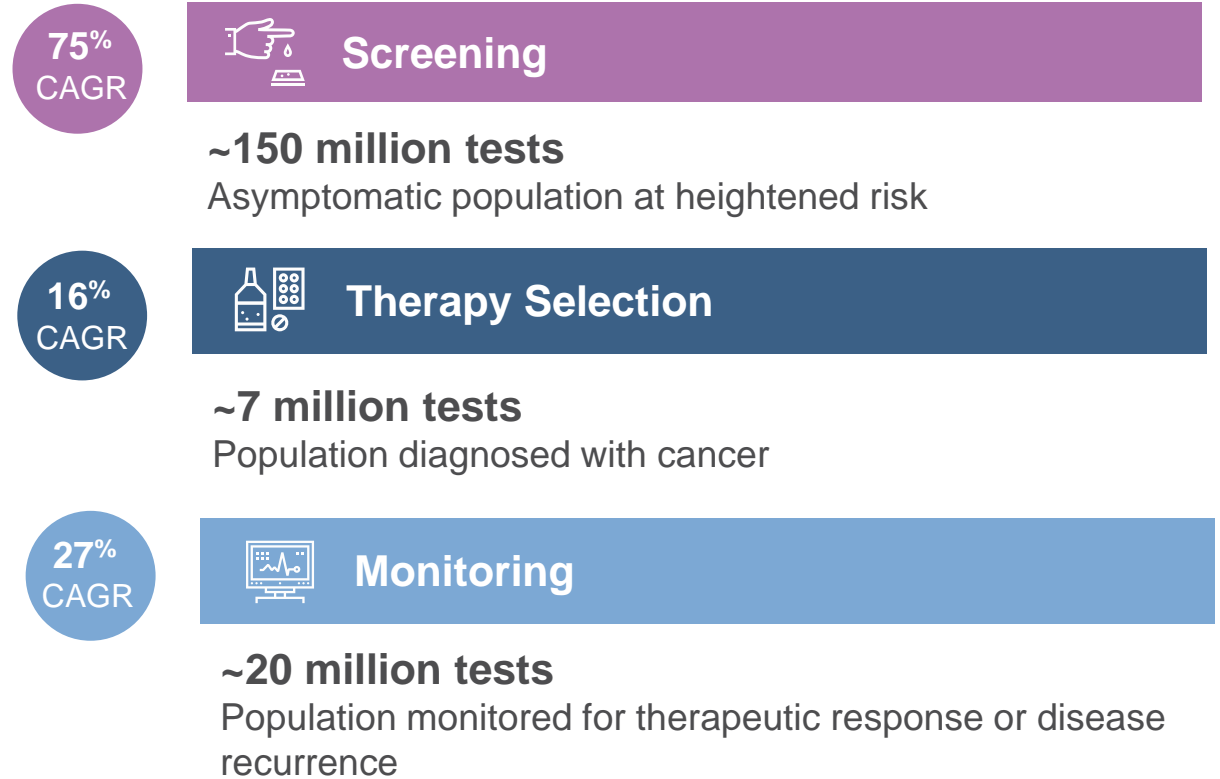 75%
CAGR
Screening
~150 million tests
Asymptomatic population at heightened risk
16%
CAGR
Therapy Selection
~7 million tests
Population diagnosed with cancer
27%
CAGR
Monitoring
~20 million tests
Population monitored for therapeutic response or disease
recurrence